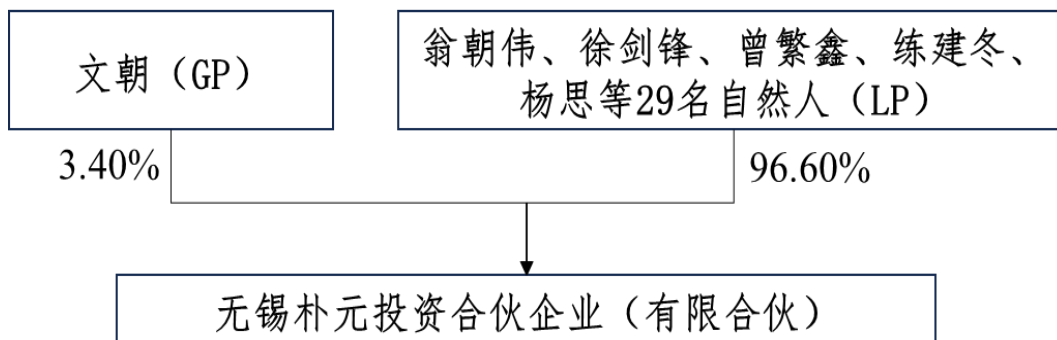 文朝（GP）
翁朝伟、徐剑锋、曾繁鑫、练建冬、
杨思等29名自然人（LP）
3.40%
96.60%
无锡朴元投资合伙企业（有限合伙）